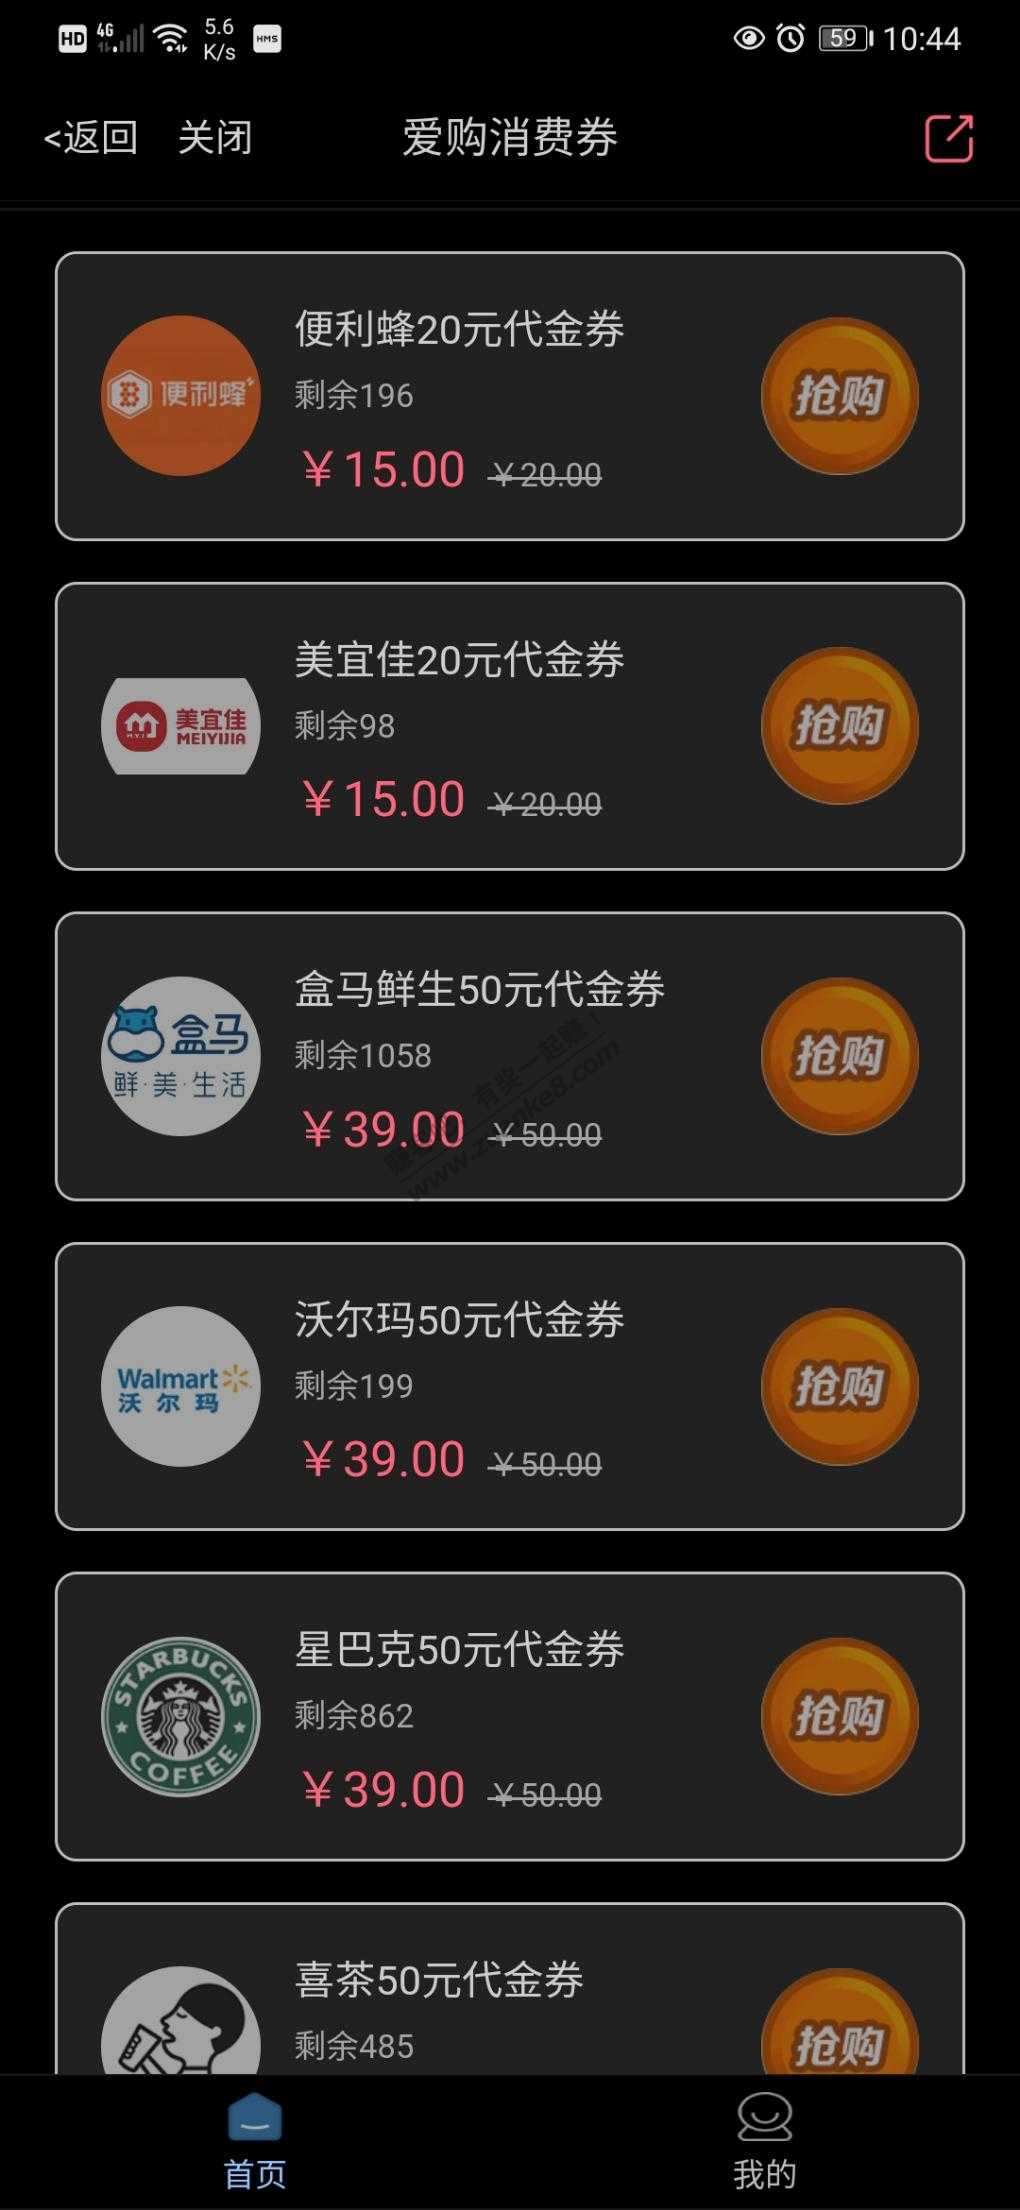 HD 4G 5.6 K/s HMS 59 10:44
<返回 关闭 爱购消费券
便利蜂
便利蜂20元代金券
剩余196
￥15.00 ￥20.00
抢购
美宜佳
MEIYIJIA
美宜佳20元代金券
剩余98
￥15.00 ￥20.00
抢购
盒马
鲜·美·生活
盒马鲜生50元代金券
剩余1058
￥39.00 ￥50.00
抢购
有奖一起赚！
Walmart
沃尔玛
沃尔玛50元代金券
剩余199
￥39.00 ￥50.00
抢购
STARBUCKS
COFFEE
星巴克50元代金券
剩余862
￥39.00 ￥50.00
抢购
喜茶50元代金券
剩余485
抢购
首页 我的